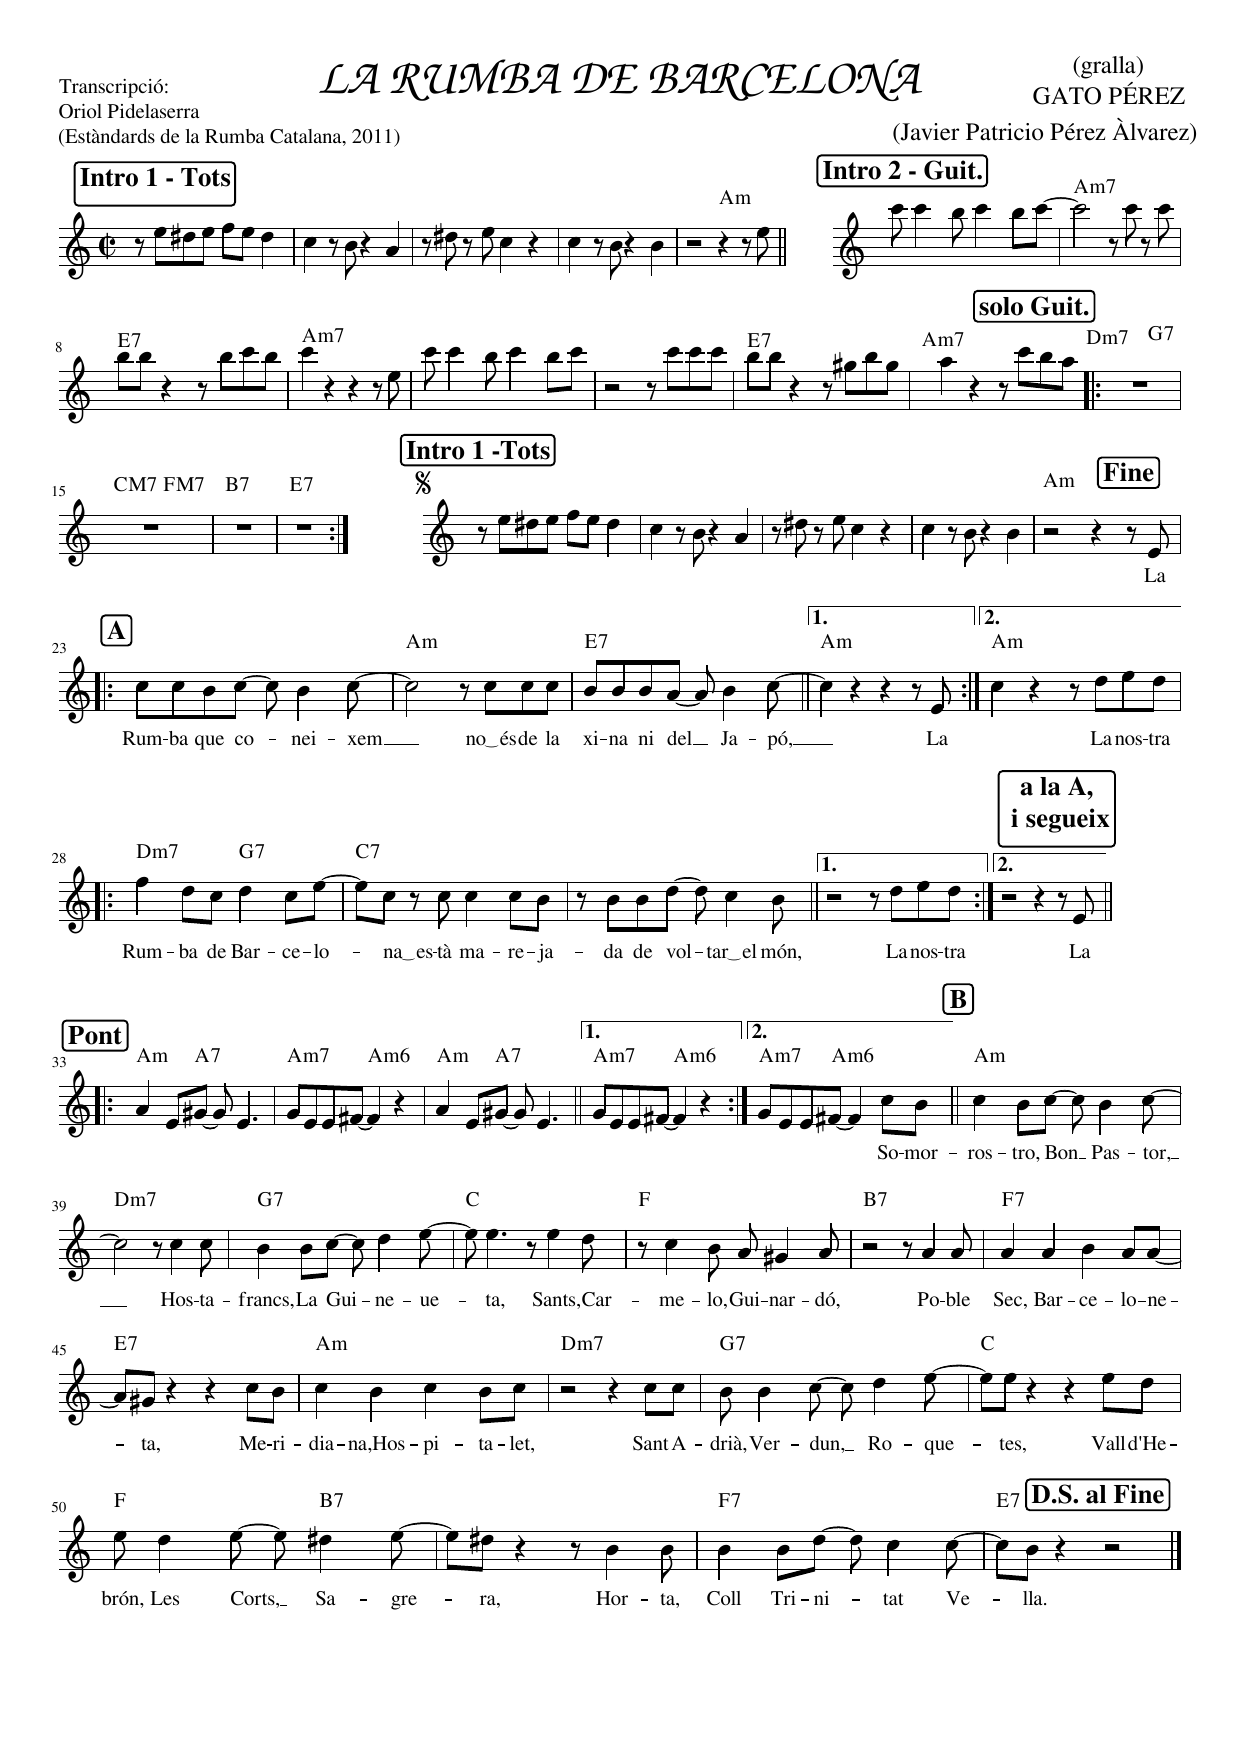 LA RUMBA DE BARCELONA
(gralla)
GATO PÉREZ
(Javier Patricio Pérez Àlvarez)
Transcripció:
Oriol Pidelaserra
(Estàndards de la Rumba Catalana, 2011)
Intro 1 - Tots
Intro 2 - Guit.
Am Am7
solo Guit.
8 E7 Am7 E7 Am7 Dm7 G7
Intro 1 -Tots
Fine
15 CM7 FM7 B7 E7 Am
La
A
1. 2.
23 Am E7 Am Am
Rum-ba que co - nei - xem no‿és de la xi-na ni del Ja - pó, La La nos-tra
a la A,
i segueix
28 Dm7 G7 C7 1. 2.
Rum - ba de Bar - ce - lo - na‿es-tà ma - re - ja - da de vol - tar‿el món, La nos-tra La
B
Pont
1. 2.
33 Am A7 Am7 Am6 Am A7 Am7 Am6 Am7 Am6 Am
So-mor - ros - tro, Bon Pas - tor,
39 Dm7 G7 C F B7 F7
Hos-ta - francs, La Gui - ne - ue - ta, Sants, Car - me - lo, Gui-nar - dó, Po-ble Sec, Bar - ce - lo-ne -
45 E7 Am Dm7 G7 C
- ta, Me-ri - dia-na, Hos - pi - ta - let, Sant A - drià, Ver - dun, Ro - que - tes, Vall d'He -
D.S. al Fine
50 F B7 F7 E7
brón, Les Corts, Sa - gre - ra, Hor - ta, Coll Tri - ni - tat Ve - lla.